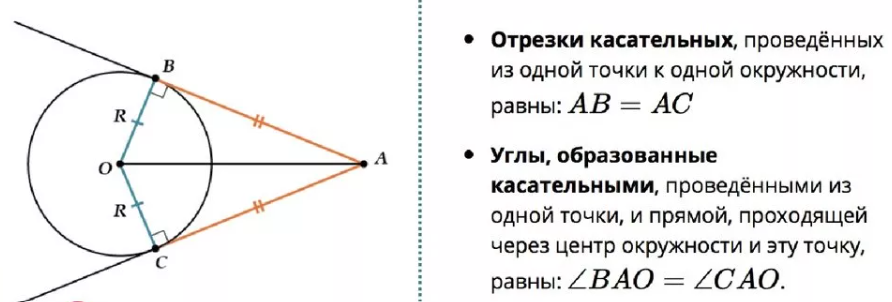 B
R
O
A
R
C
• Отрезки касательных, проведённых
из одной точки к одной окружности,
равны: AB = AC
• Углы, образованные
касательными, проведёнными из
одной точки, и прямой, проходящей
через центр окружности и эту точку,
равны: ∠BAO = ∠CAO.